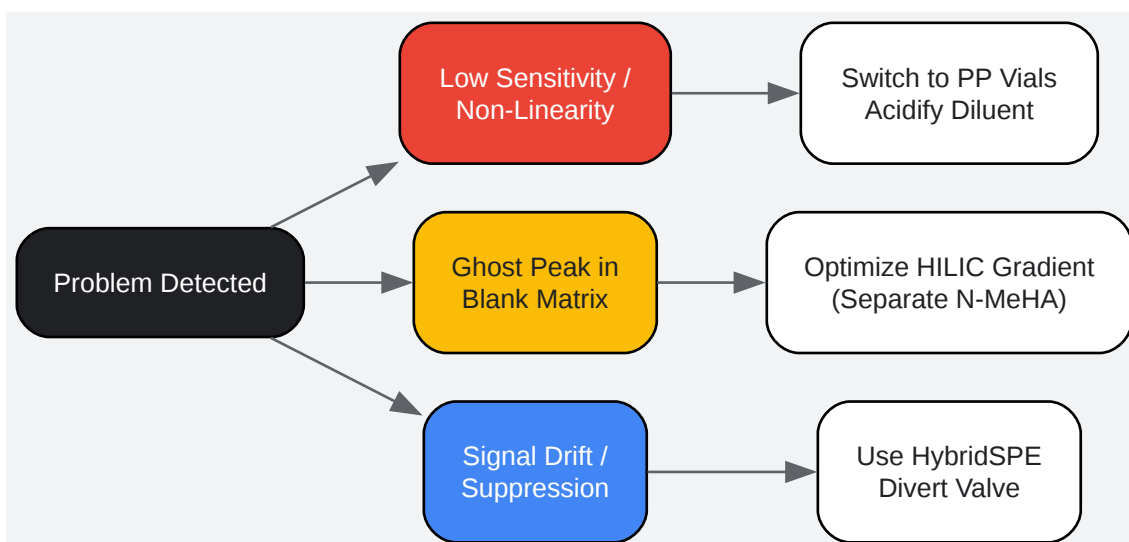 Low Sensitivity /
Non-Linearity
Switch to PP Vials
Acidify Diluent
Problem Detected
Ghost Peak in
Blank Matrix
Optimize HILIC Gradient
(Separate N-MeHA)
Signal Drift /
Suppression
Use HybridSPE
Divert Valve